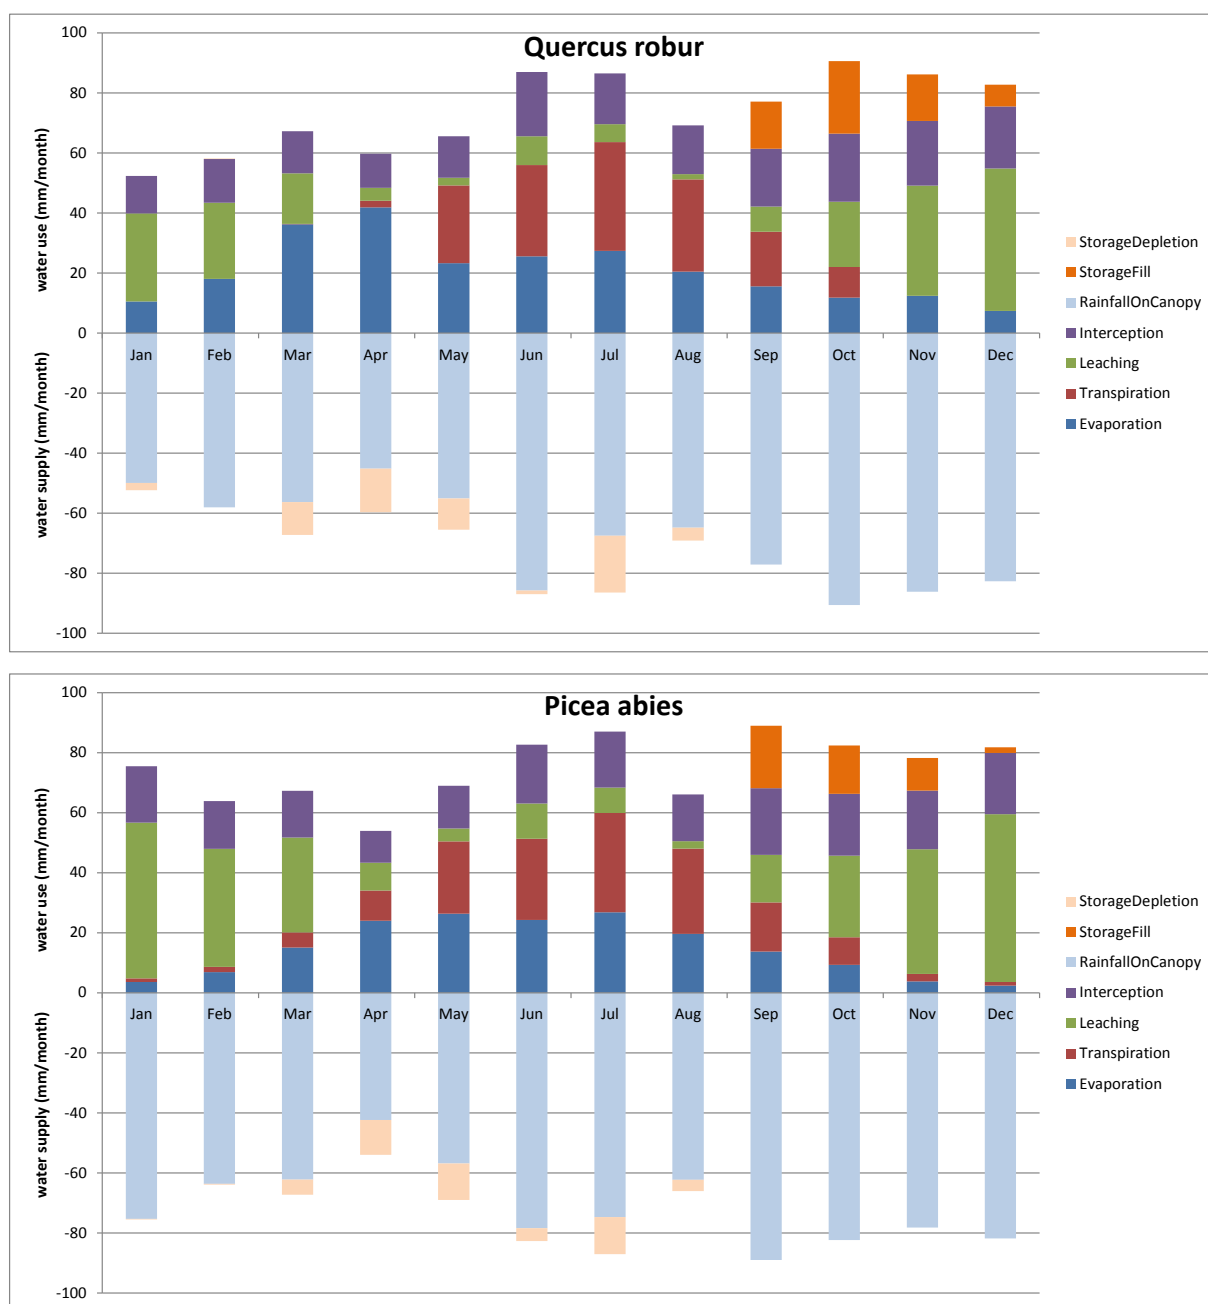 Quercus robur
100
80
60
40
20
0
-20
-40
-60
-80
-100
water use (mm/month)
water supply (mm/month)
Jan Feb Mar Apr May Jun Jul Aug Sep Oct Nov Dec
StorageDepletion
StorageFill
RainfallOnCanopy
Interception
Leaching
Transpiration
Evaporation
Picea abies
100
80
60
40
20
0
-20
-40
-60
-80
-100
water use (mm/month)
water supply (mm/month)
Jan Feb Mar Apr May Jun Jul Aug Sep Oct Nov Dec
StorageDepletion
StorageFill
RainfallOnCanopy
Interception
Leaching
Transpiration
Evaporation